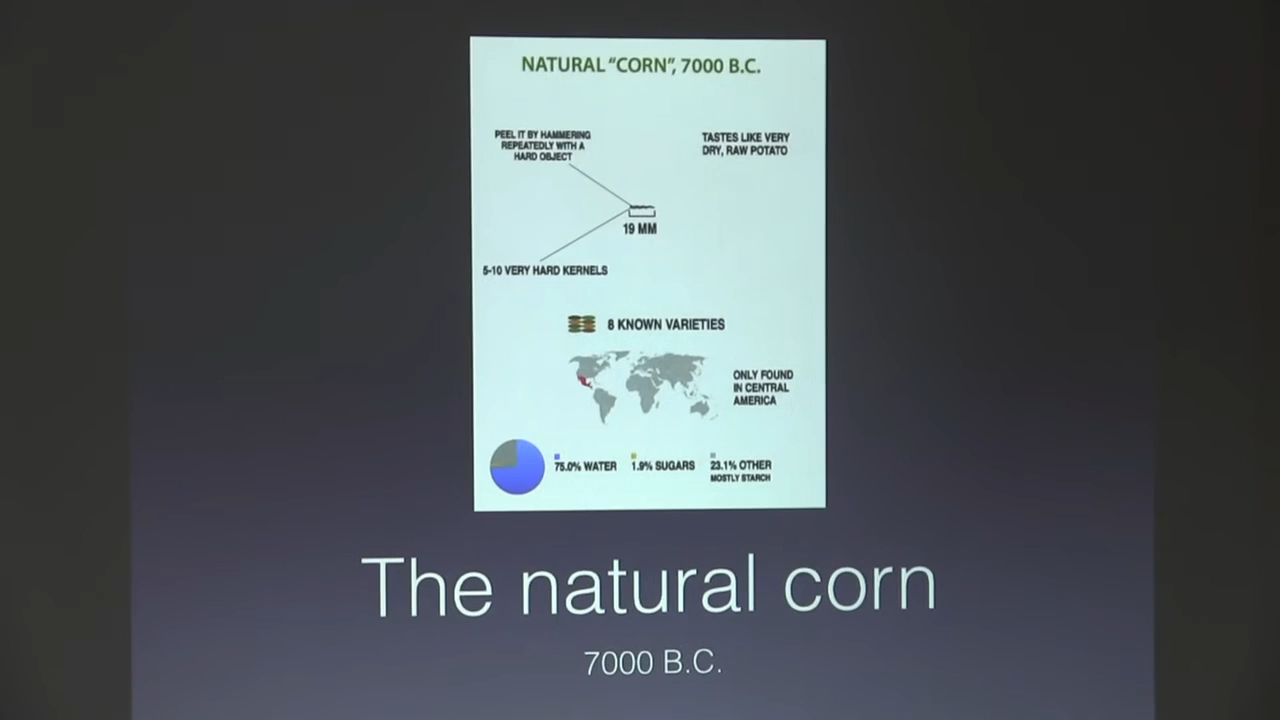 NATURAL “CORN”, 7000 B.C.
PEEL IT BY HAMMERING
REPEATEDLY WITH A
HARD OBJECT
TASTES LIKE VERY
DRY, RAW POTATO
19 MM
5-10 VERY HARD KERNELS
8 KNOWN VARIETIES
ONLY FOUND
IN CENTRAL
AMERICA
75.0% WATER
1.9% SUGARS
23.1% OTHER
MOSTLY STARCH
The natural corn
7000 B.C.